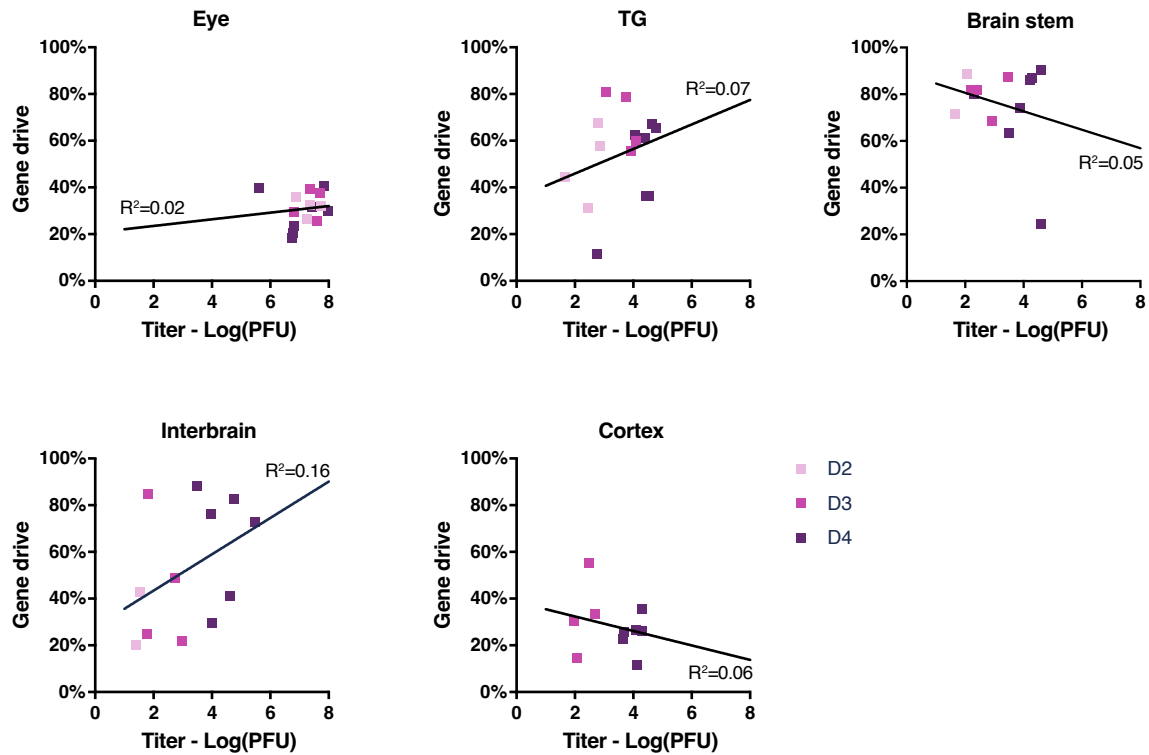 Eye
100%
80%
60%
40%
20%
0%
Gene drive
R²=0.02
0 2 4 6 8
Titer - Log(PFU)
TG
100%
80%
60%
40%
20%
0%
Gene drive
R²=0.07
0 2 4 6 8
Titer - Log(PFU)
Brain stem
100%
80%
60%
40%
20%
0%
Gene drive
R²=0.05
0 2 4 6 8
Titer - Log(PFU)
Interbrain
100%
80%
60%
40%
20%
0%
Gene drive
R²=0.16
0 2 4 6 8
Titer - Log(PFU)
Cortex
100%
80%
60%
40%
20%
0%
Gene drive
R²=0.06
0 2 4 6 8
Titer - Log(PFU)
D2
D3
D4